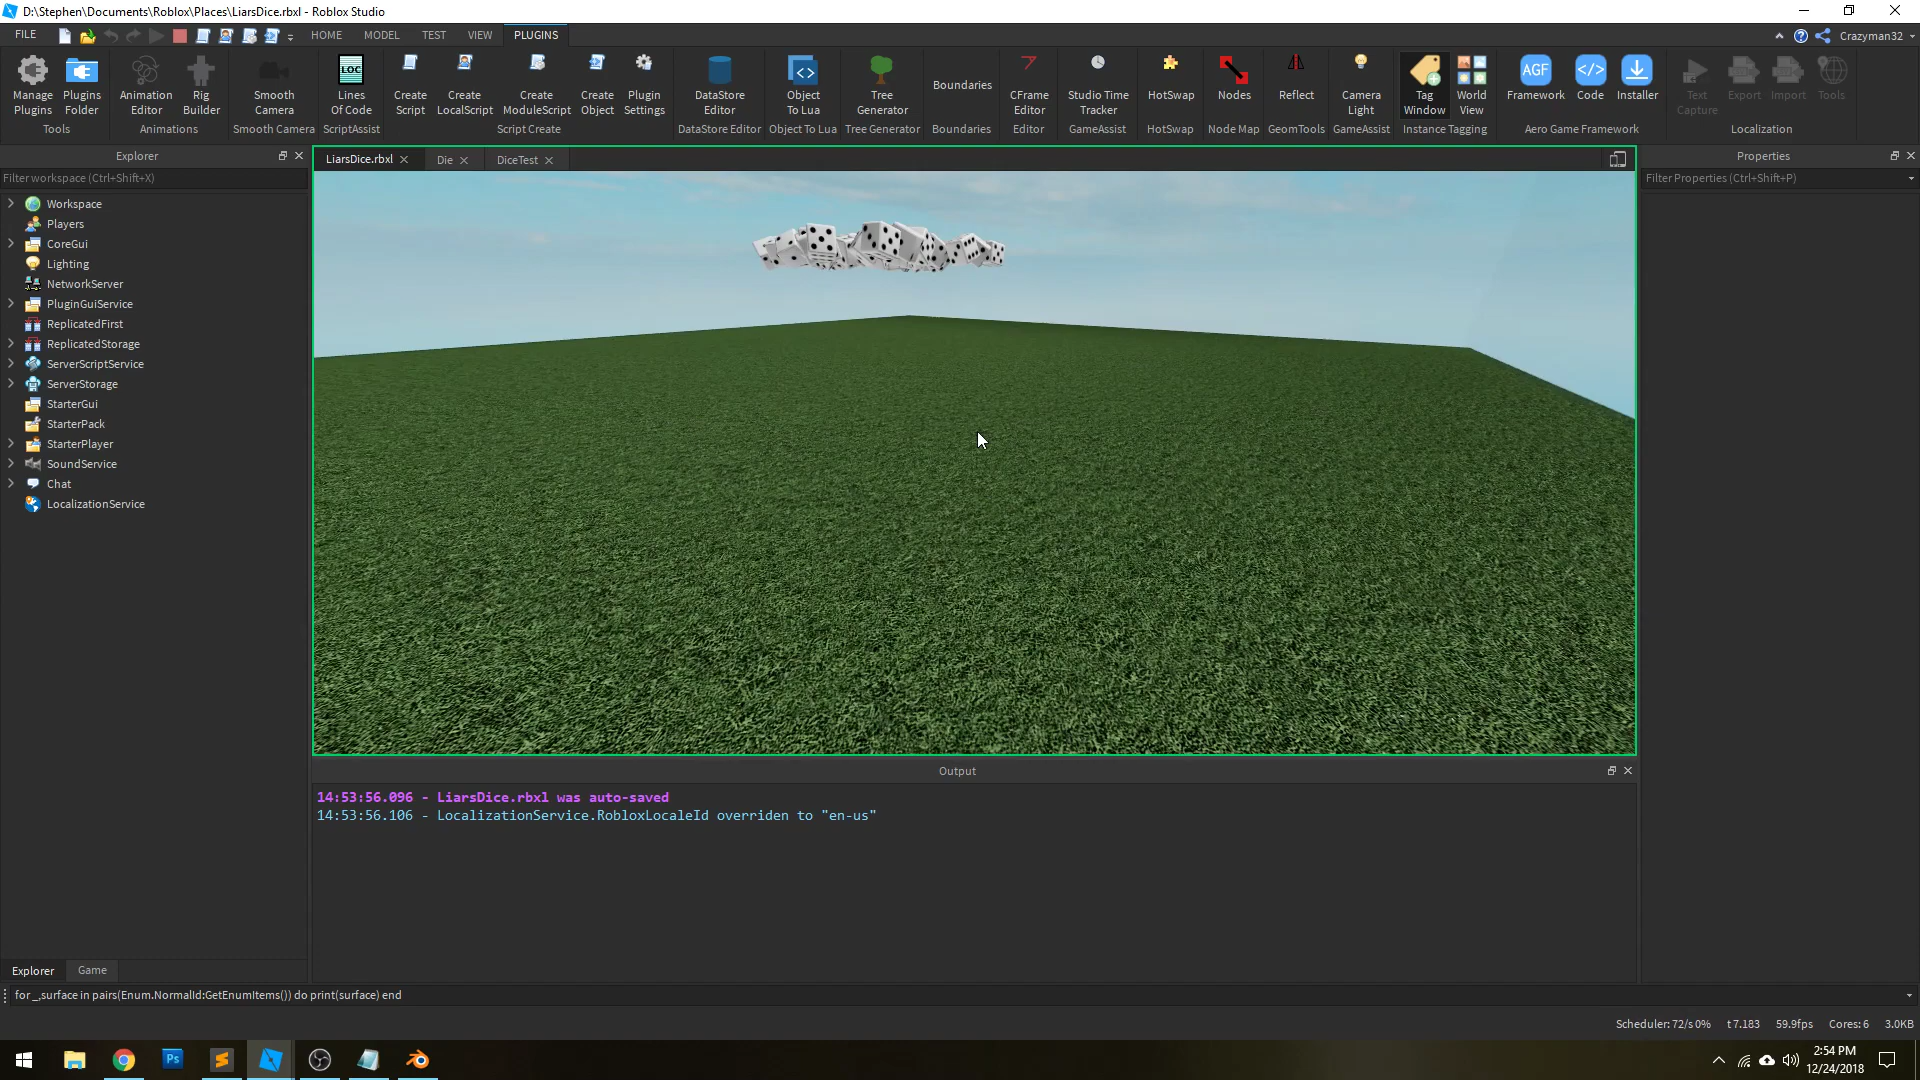 D:\Stephen\Documents\Roblox\Places\LiarsDice.rbxl - Roblox Studio
FILE HOME MODEL TEST VIEW PLUGINS Crazyman32
Manage Plugins
Plugins Folder
Tools
Animation Editor
Rig Builder
Animations
Smooth Camera
Smooth Camera
LOC
Lines Of Code
ScriptAssist
Create Script
Create LocalScript
Create ModuleScript
Create Object
Plugin Settings
Script Create
DataStore Editor
DataStore Editor
Object To Lua
Object To Lua
Tree Generator
Tree Generator
Boundaries
Boundaries
CFrame Editor
Editor
Studio Time Tracker
GameAssist
HotSwap
HotSwap
Nodes
Node Map
Reflect
GeomTools
Camera Light
GameAssist
Tag Window
World View
Instance Tagging
AGF
Framework
Code
Installer
Aero Game Framework
Text Capture
Export
Import
Tools
Localization
Explorer
Filter workspace (Ctrl+Shift+X)
Workspace
Players
CoreGui
Lighting
NetworkServer
PluginGuiService
ReplicatedFirst
ReplicatedStorage
ServerScriptService
ServerStorage
StarterGui
StarterPack
StarterPlayer
SoundService
Chat
LocalizationService
Explorer Game
LiarsDice.rbxl Die DiceTest
Properties
Filter Properties (Ctrl+Shift+P)
Output
14:53:56.096 - LiarsDice.rbxl was auto-saved
14:53:56.106 - LocalizationService.RobloxLocaleId overriden to "en-us"
for _,surface in pairs(Enum.NormalId:GetEnumItems()) do print(surface) end
Scheduler: 72/s 0% t 7.183 59.9fps Cores: 6 3.0KB
Ps
2:54 PM
12/24/2018